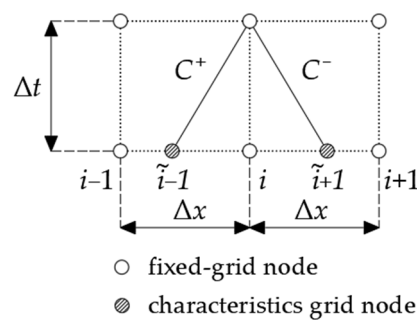 Δt
C⁺ C⁻
i−1 ĩ−1 i ĩ+1 i+1
Δx Δx
fixed-grid node
characteristics grid node